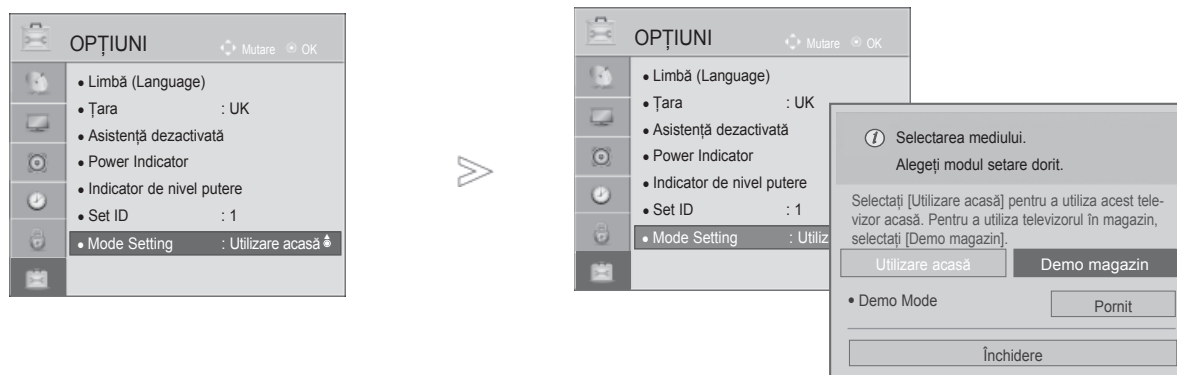 OPȚIUNI
Mutare OK
• Limbă (Language)
• Țara : UK
• Asistență dezactivată
• Power Indicator
• Indicator de nivel putere
• Set ID : 1
• Mode Setting : Utilizare acasă
OPȚIUNI
Mutare OK
• Limbă (Language)
• Țara : UK
• Asistență dezactivată
• Power Indicator
• Indicator de nivel putere
• Set ID : 1
• Mode Setting : Utiliz
Selectarea mediului.
Alegeți modul setare dorit.
Selectați [Utilizare acasă] pentru a utiliza acest tele-
vizor acasă. Pentru a utiliza televizorul în magazin,
selectați [Demo magazin].
Utilizare acasă Demo magazin
• Demo Mode Pornit
Închidere